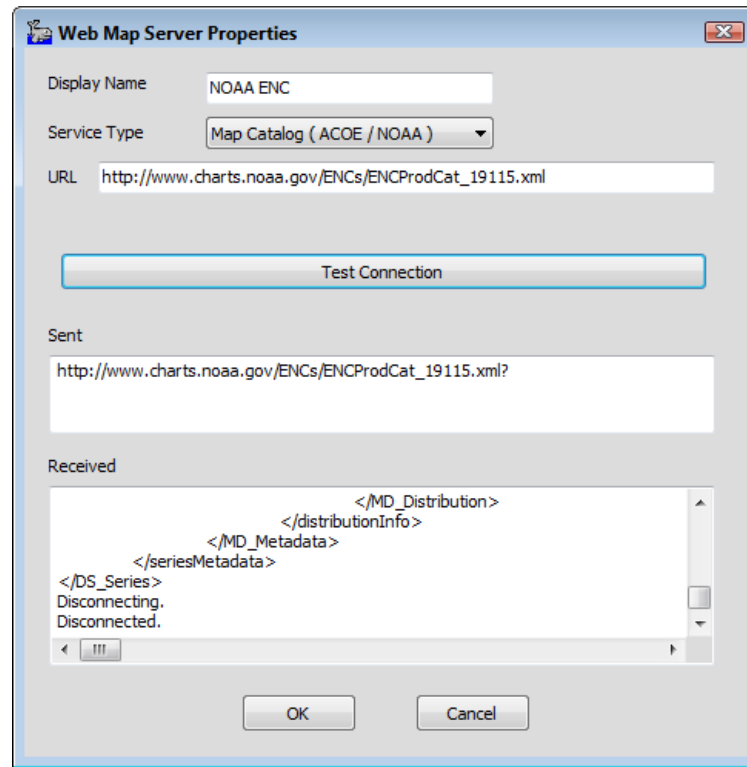 Web Map Server Properties
Display Name NOAA ENC
Service Type Map Catalog ( ACOE / NOAA )
URL http://www.charts.noaa.gov/ENCs/ENCProdCat_19115.xml
Test Connection
Sent
http://www.charts.noaa.gov/ENCs/ENCProdCat_19115.xml?
Received
</MD_Distribution>
</distributionInfo>
</MD_Metadata>
</seriesMetadata>
</DS_Series>
Disconnecting.
Disconnected.
OK Cancel